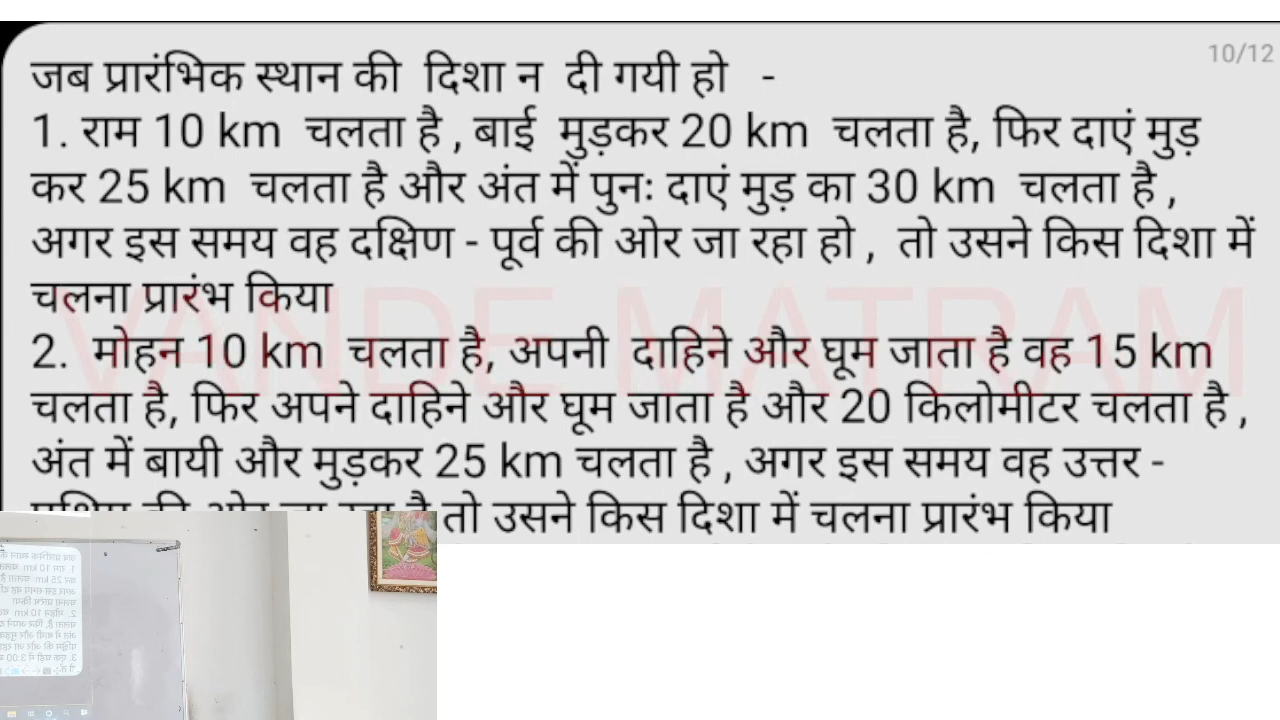 10/12
जब प्रारंभिक स्थान की दिशा न दी गयी हो -
1. राम 10 km चलता है , बाई मुड़कर 20 km चलता है, फिर दाएं मुड़
कर 25 km चलता है और अंत में पुनः दाएं मुड़ का 30 km चलता है ,
अगर इस समय वह दक्षिण - पूर्व की ओर जा रहा हो , तो उसने किस दिशा में
चलना प्रारंभ किया
VANDE MATRAM
2. मोहन 10 km चलता है, अपनी दाहिने और घूम जाता है वह 15 km
चलता है, फिर अपने दाहिने और घूम जाता है और 20 किलोमीटर चलता है ,
अंत में बायी और मुड़कर 25 km चलता है , अगर इस समय वह उत्तर -
तो उसने किस दिशा में चलना प्रारंभ किया